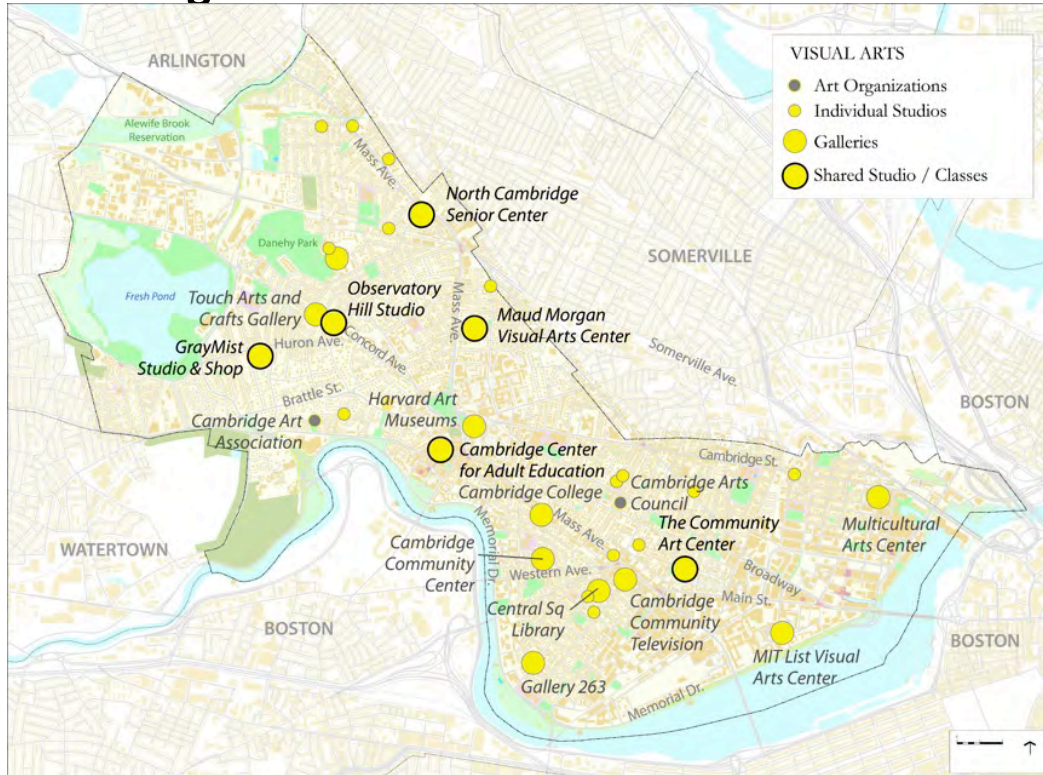 ARLINGTON
VISUAL ARTS
Art Organizations
Individual Studios
Galleries
Shared Studio / Classes
Alewife Brook
Reservation
Mass Ave.
North Cambridge
Senior Center
Danehy Park
SOMERVILLE
Fresh Pond
Touch Arts and
Crafts Gallery
Observatory
Hill Studio
Mass Ave.
Maud Morgan
Visual Arts Center
GrayMist
Studio & Shop
Huron Ave.
Concord Ave.
Somerville Ave.
Brattle St.
Harvard Art
Museums
BOSTON
Cambridge Art
Association
Cambridge Center
for Adult Education
Cambridge St.
Cambridge College
Cambridge Arts
Council
Memorial Dr.
Mass Ave.
The Community
Art Center
Multicultural
Arts Center
WATERTOWN
Cambridge
Community
Center
Western Ave.
Broadway
Main St.
Central Sq
Library
Cambridge
Community
Television
BOSTON
BOSTON
MIT List Visual
Arts Center
Gallery 263
Memorial Dr.